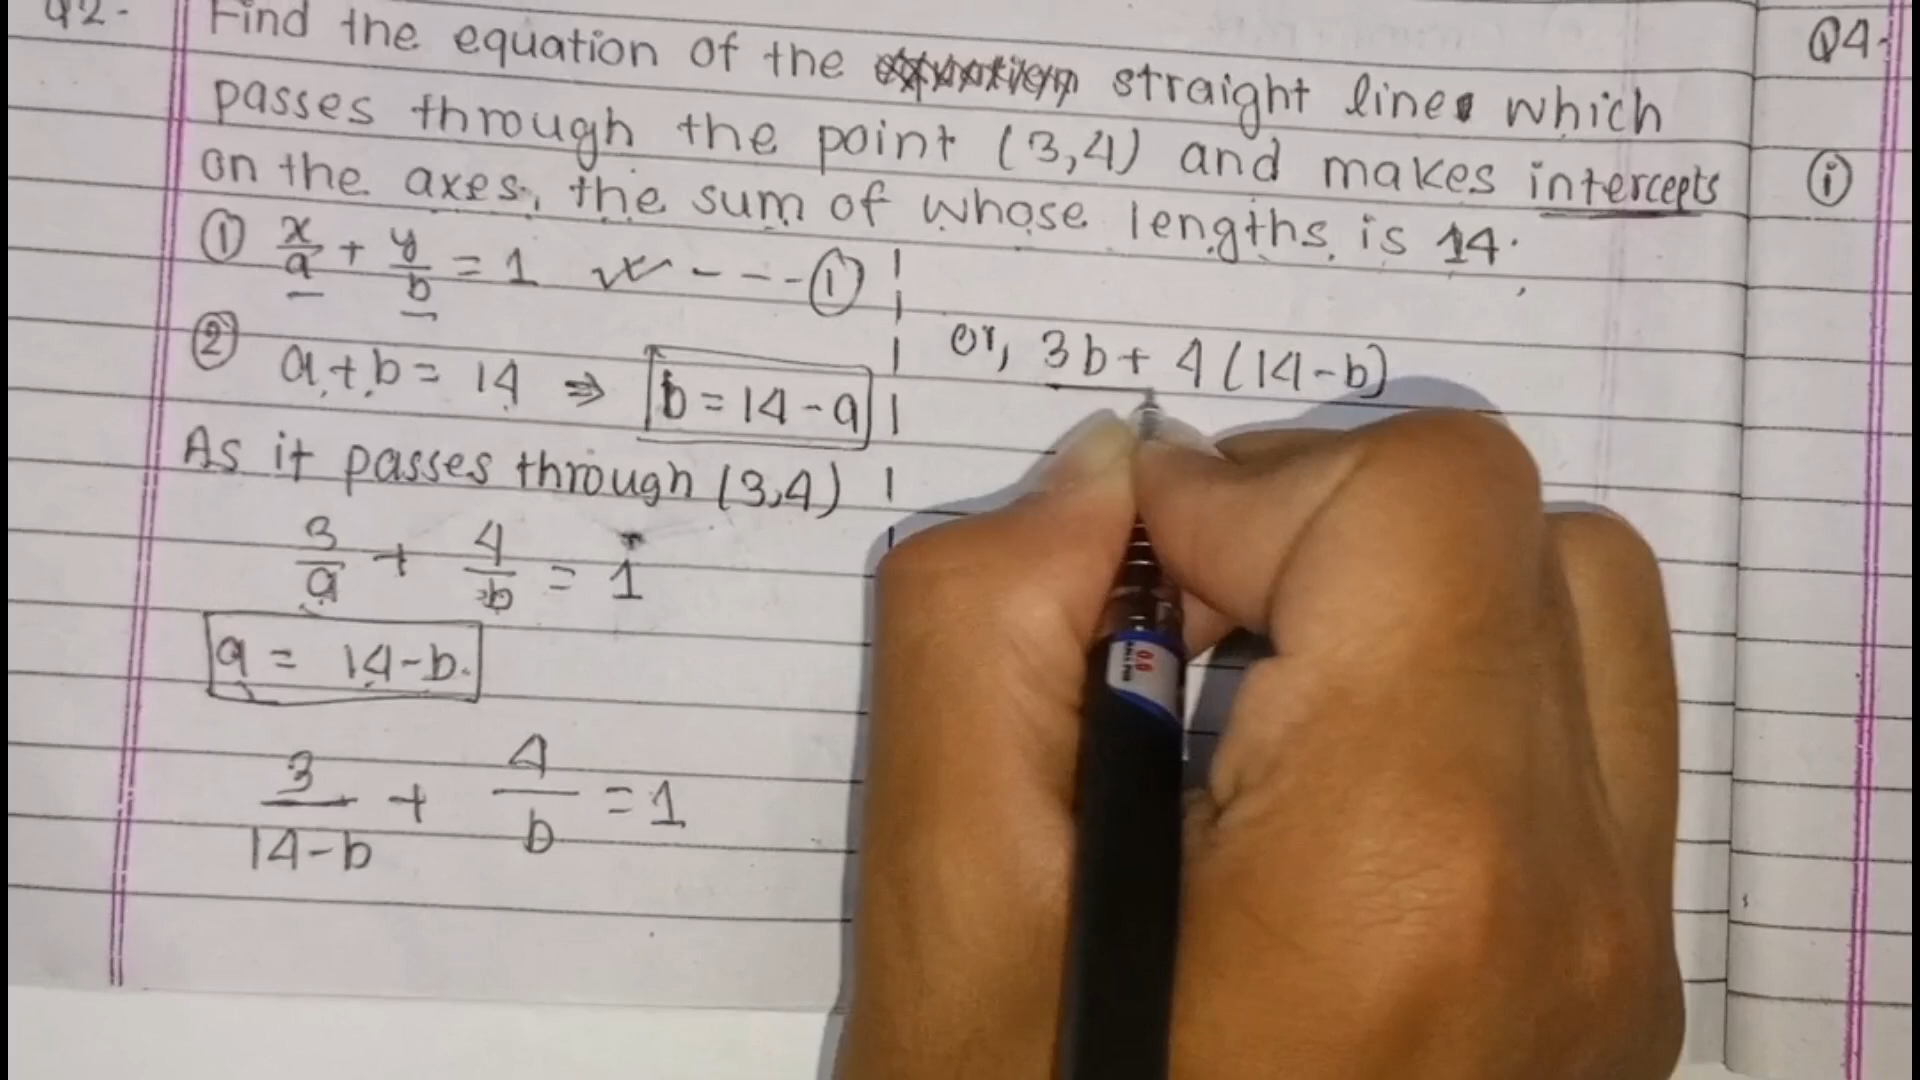 Q2. Find the equation of the straight line which
passes through the point (3,4) and makes intercepts
on the axes, the sum of whose lengths is 14.
① x/a + y/b = 1 ---①
② a+b = 14 ⇒ b = 14-a
As it passes through (3,4)
3/a + 4/b = 1
a = 14-b.
3/14-b + 4/b = 1
or, 3b+ 4(14-b)
Q4.
ⓘ
0.6